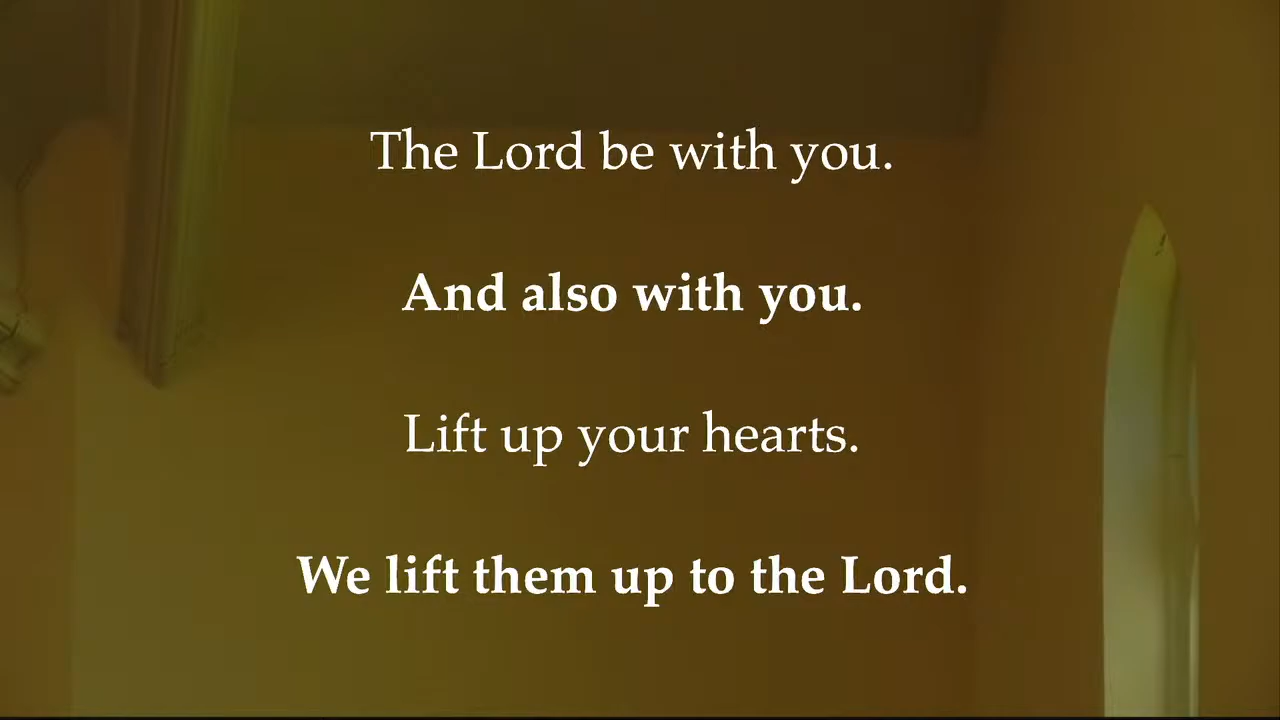 The Lord be with you.
And also with you.
Lift up your hearts.
We lift them up to the Lord.